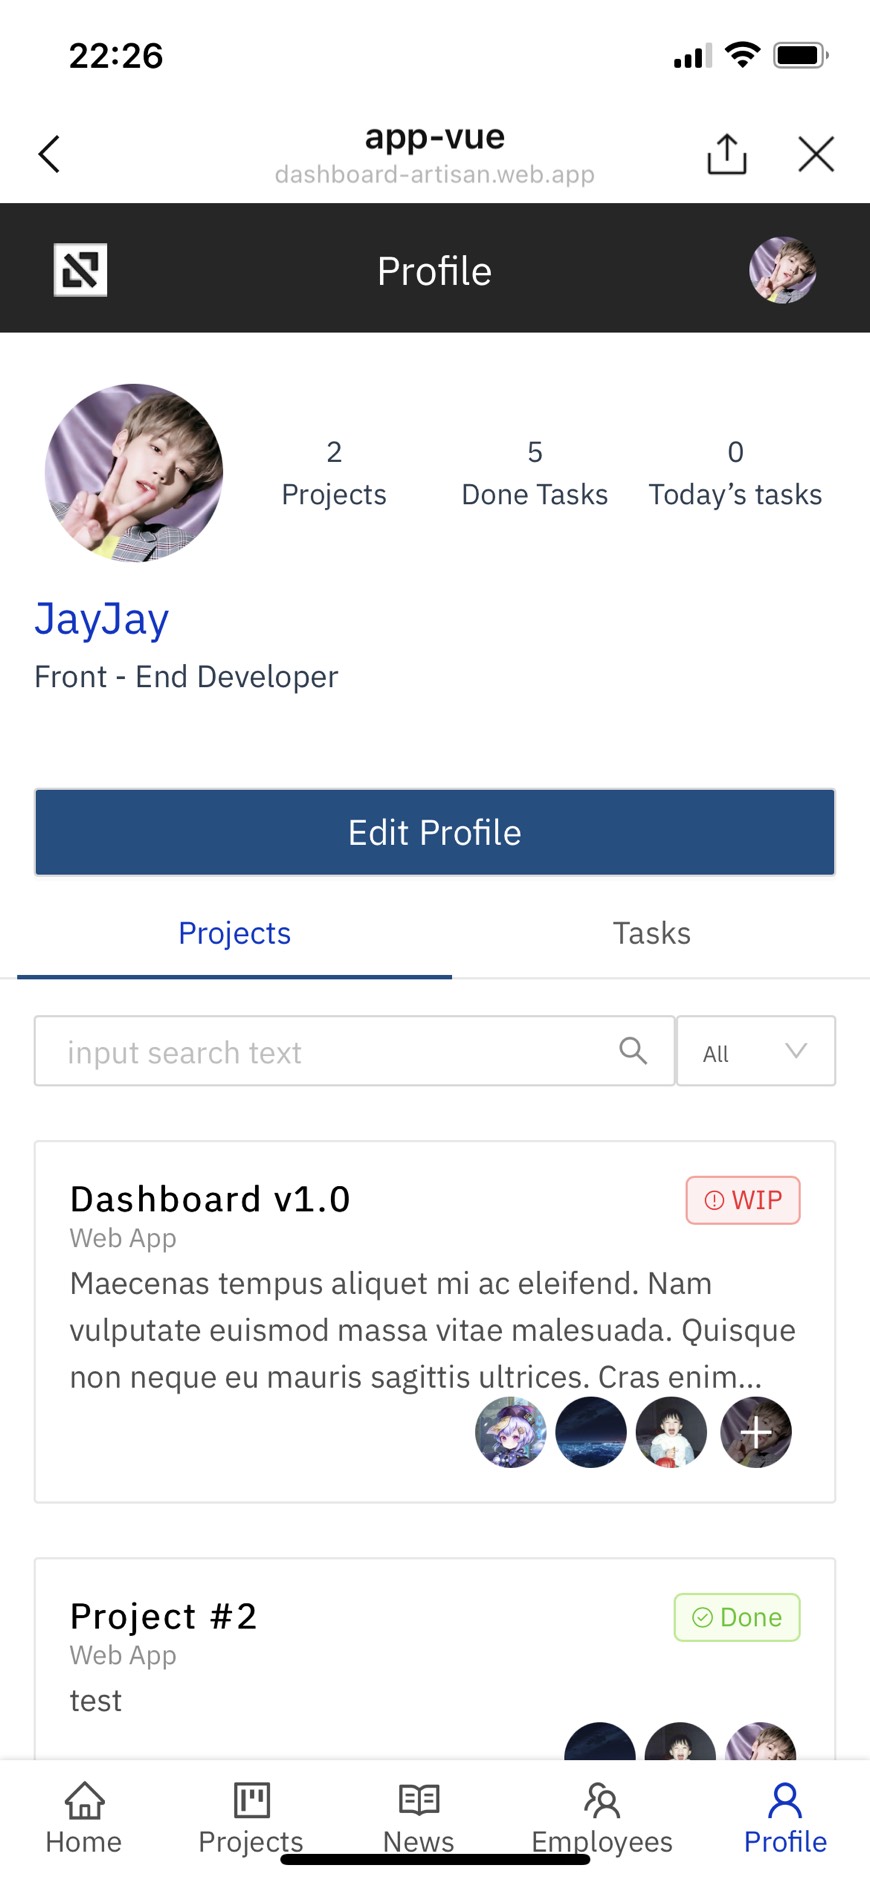 22:26
app-vue
dashboard-artisan.web.app
Profile
2 5 0
Projects Done Tasks Today’s tasks
JayJay
Front - End Developer
Edit Profile
Projects Tasks
input search text All
Dashboard v1.0 WIP
Web App
Maecenas tempus aliquet mi ac eleifend. Nam
vulputate euismod massa vitae malesuada. Quisque
non neque eu mauris sagittis ultrices. Cras enim...
Project #2 Done
Web App
test
Home Projects News Employees Profile